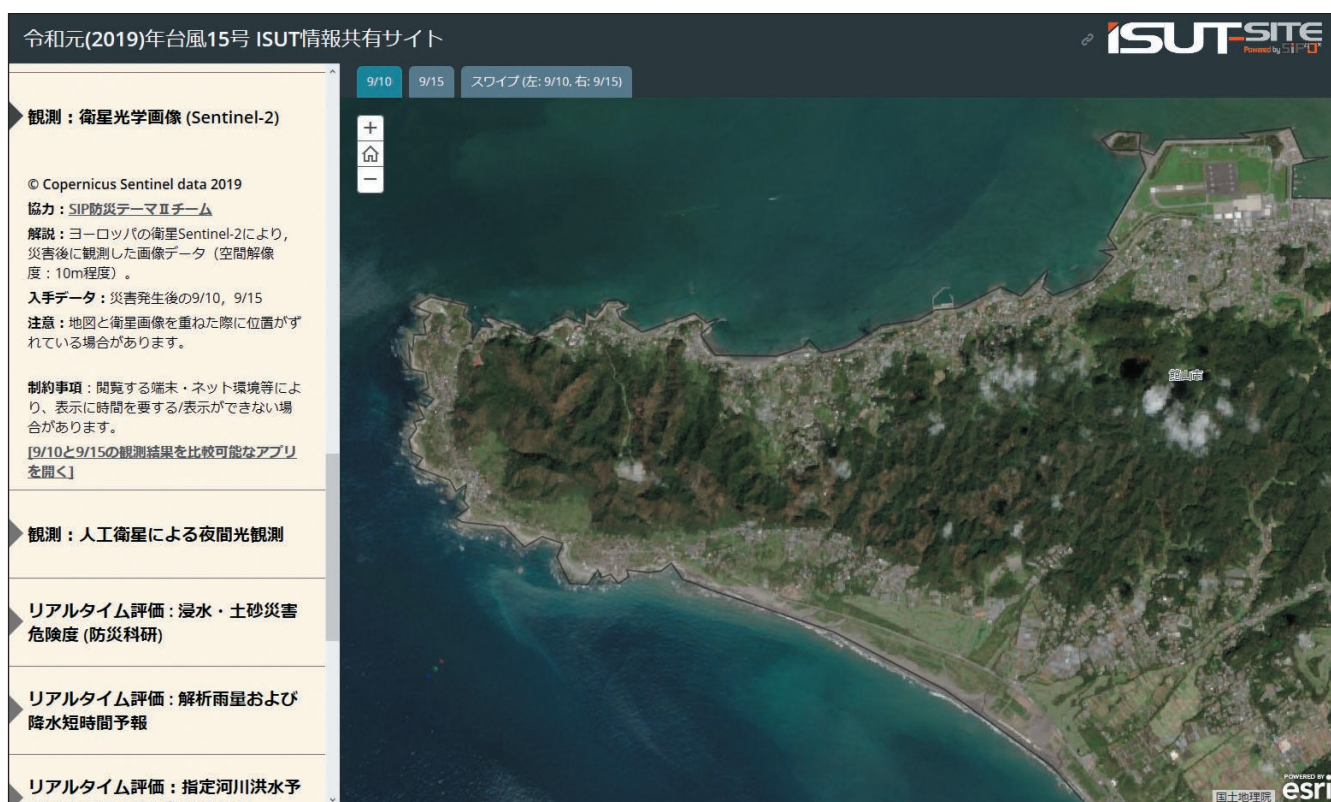 令和元(2019)年台風15号 ISUT情報共有サイト
ISUT-SITE
Powered by SIP4D
9/10
9/15
スワイプ (左: 9/10, 右: 9/15)
観測：衛星光学画像 (Sentinel-2)
© Copernicus Sentinel data 2019
協力：SIP防災テーマⅡチーム
解説：ヨーロッパの衛星Sentinel-2により，
災害後に観測した画像データ（空間解像
度：10m程度）。
入手データ：災害発生後の9/10，9/15
注意：地図と衛星画像を重ねた際に位置がず
れている場合があります。
制約事項：閲覧する端末・ネット環境等によ
り、表示に時間を要する/表示ができない場
合があります。
[9/10と9/15の観測結果を比較可能なアプリ
を開く]
観測：人工衛星による夜間光観測
リアルタイム評価 : 浸水・土砂災害
危険度 (防災科研)
リアルタイム評価 : 解析雨量および
降水短時間予報
リアルタイム評価：指定河川洪水予
館山市
国土地理院
POWERED BY
esri